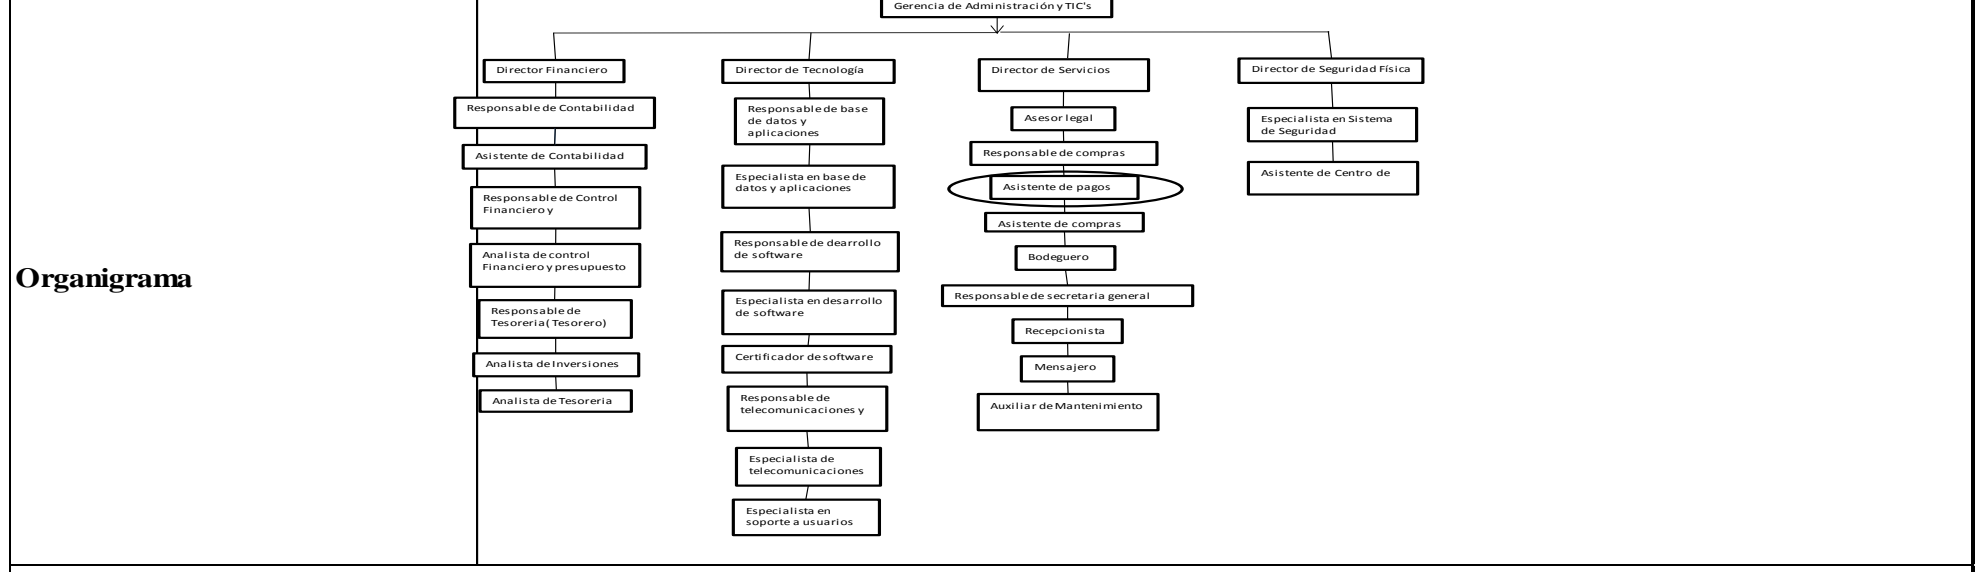 Gerencia de Administración y TIC's
Director Financiero
Responsable de Contabilidad
Asistente de Contabilidad
Responsable de Control
Financiero y
Analista de control
Financiero y presupuesto
Responsable de
Tesoreria( Tesorero)
Analista de Inversiones
Analista de Tesoreria
Director de Tecnología
Responsable de base
de datos y
aplicaciones
Especialista en base de
datos y aplicaciones
Responsable de dearrollo
de software
Especialista en desarrollo
de software
Certificador de software
Responsable de
telecomunicaciones y
Especialista de
telecomunicaciones
Especialista en
soporte a usuarios
Director de Servicios
Asesor legal
Responsable de compras
Asistente de pagos
Asistente de compras
Bodeguero
Responsable de secretaria general
Recepcionista
Mensajero
Auxiliar de Mantenimiento
Director de Seguridad Física
Especialista en Sistema
de Seguridad
Asistente de Centro de
Organigrama